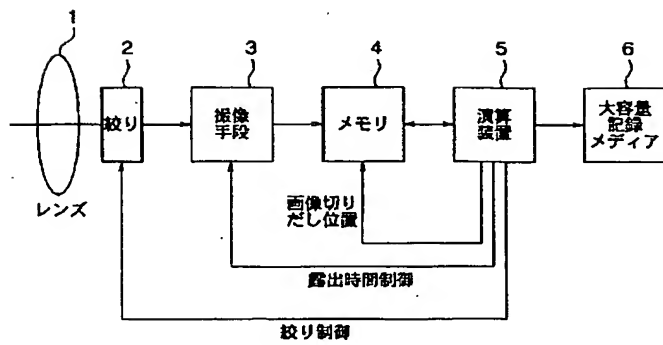 1
2
3
4
5
6
絞り
撮像
手段
メモリ
演算
装置
大容量
記録
メディア
レンズ
画像切り
だし位置
露出時間制御
絞り制御